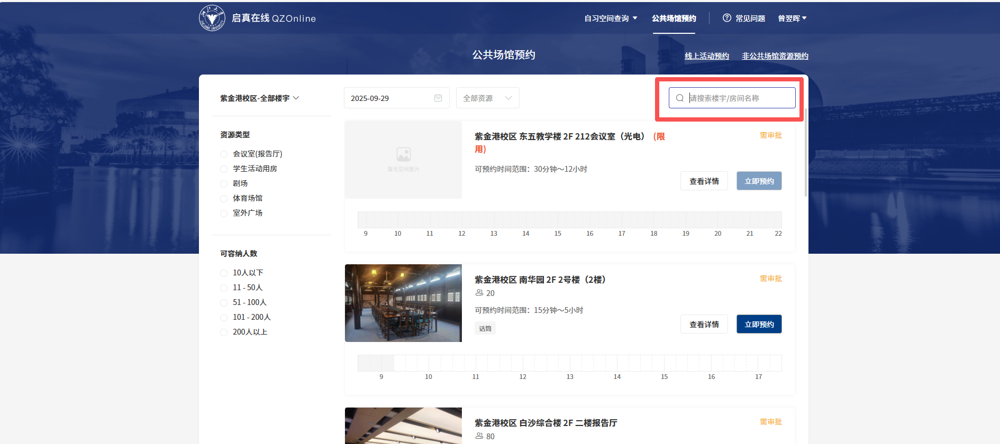 启真在线 QZOnline
自习空间查询
公共场馆预约
常见问题
曾翌晖
公共场馆预约
线上活动预约
非公共场馆资源预约
紫金港校区-全部楼宇
2025-09-29
全部资源
请搜索楼宇/房间名称
资源类型
会议室(报告厅)
学生活动用房
剧场
体育场馆
室外广场
可容纳人数
10人以下
11 - 50人
51 - 100人
101 - 200人
200人以上
暂无空间图片
紫金港校区 东五教学楼 2F 212会议室（光电） (限
用)
需审批
可预约时间范围：30分钟～12小时
查看详情
立即预约
9 10 11 12 13 14 15 16 17 18 19 20 21 22
紫金港校区 南华园 2F 2号楼（2楼）
需审批
20
可预约时间范围：15分钟～5小时
话筒
查看详情
立即预约
9 10 11 12 13 14 15 16 17
紫金港校区 白沙综合楼 2F 二楼报告厅
需审批
80